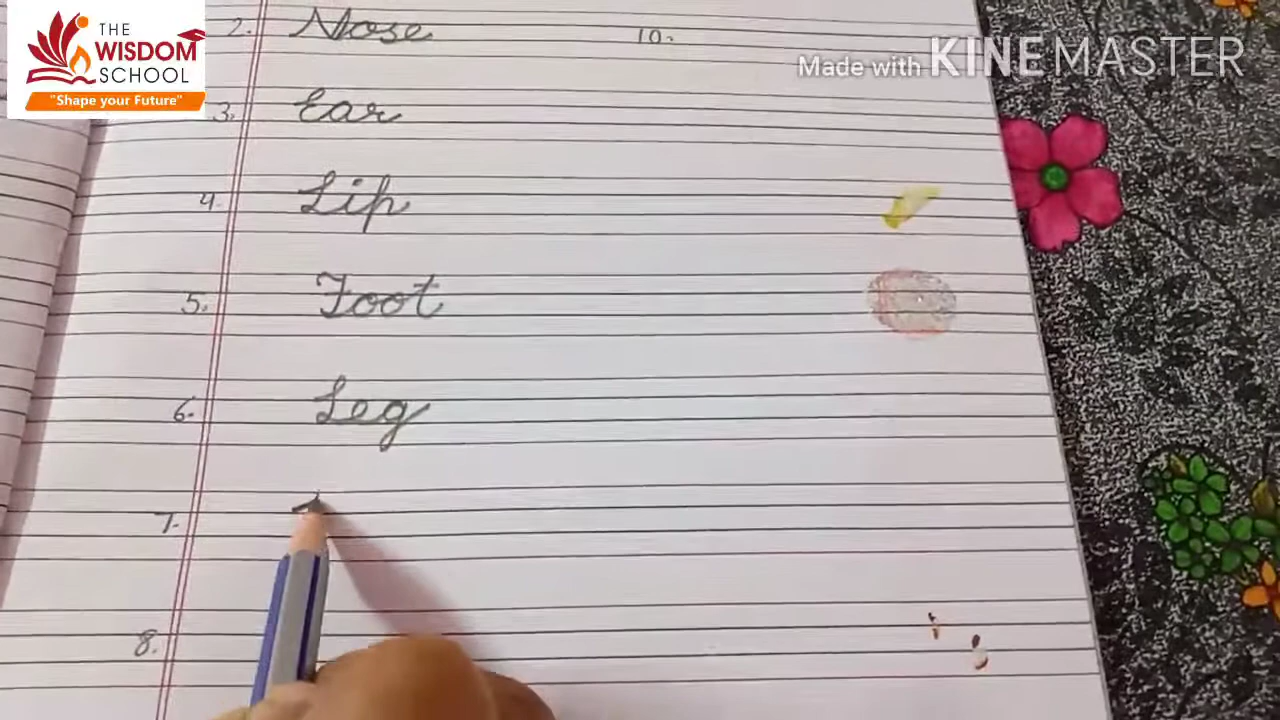 THE
WISDOM
SCHOOL
"Shape your Future"
Made with KINEMASTER
2. Nose
10.
3. Ear
4. Lip
5. Foot
6. Leg
7.
8.